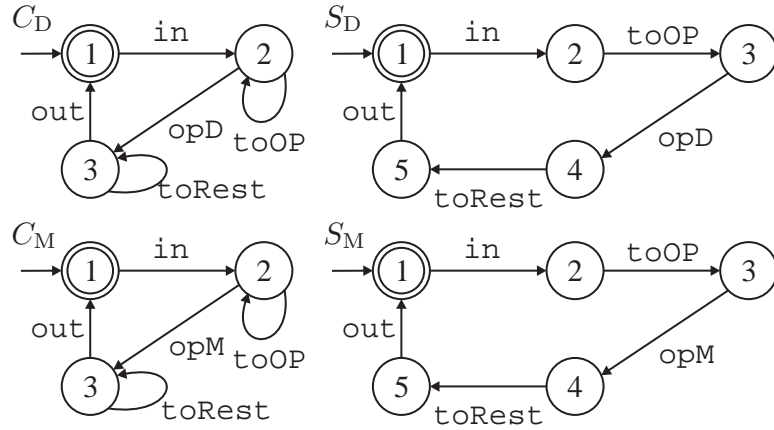 C_D
1 in 2
out opD toOP
3 toRest
S_D
1 in 2 toOP 3
out opD
5 toRest 4
C_M
1 in 2
out opM toOP
3 toRest
S_M
1 in 2 toOP 3
out opM
5 toRest 4